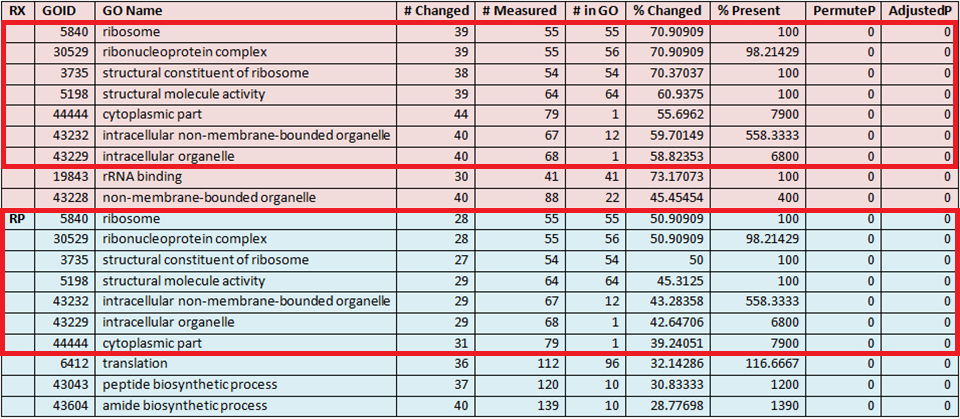 RX GOID GO Name # Changed # Measured # in GO % Changed % Present PermuteP AdjustedP
5840 ribosome 39 55 55 70.90909 100 0 0
30529 ribonucleoprotein complex 39 55 56 70.90909 98.21429 0 0
3735 structural constituent of ribosome 38 54 54 70.37037 100 0 0
5198 structural molecule activity 39 64 64 60.9375 100 0 0
44444 cytoplasmic part 44 79 1 55.6962 7900 0 0
43232 intracellular non-membrane-bounded organelle 40 67 12 59.70149 558.3333 0 0
43229 intracellular organelle 40 68 1 58.82353 6800 0 0
19843 rRNA binding 30 41 41 73.17073 100 0 0
43228 non-membrane-bounded organelle 40 88 22 45.45454 400 0 0
RP 5840 ribosome 28 55 55 50.90909 100 0 0
30529 ribonucleoprotein complex 28 55 56 50.90909 98.21429 0 0
3735 structural constituent of ribosome 27 54 54 50 100 0 0
5198 structural molecule activity 29 64 64 45.3125 100 0 0
43232 intracellular non-membrane-bounded organelle 29 67 12 43.28358 558.3333 0 0
43229 intracellular organelle 29 68 1 42.64706 6800 0 0
44444 cytoplasmic part 31 79 1 39.24051 7900 0 0
6412 translation 36 112 96 32.14286 116.6667 0 0
43043 peptide biosynthetic process 37 120 10 30.83333 1200 0 0
43604 amide biosynthetic process 40 139 10 28.77698 1390 0 0